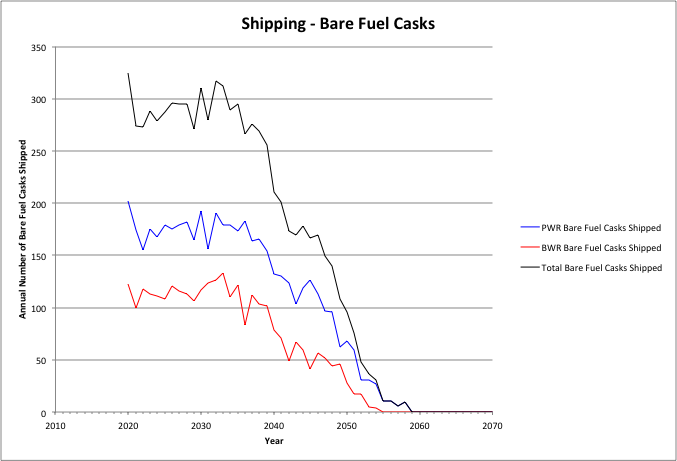 Shipping - Bare Fuel Casks
350
300
250
200
150
100
50
0
Annual Number of Bare Fuel Casks Shipped
2010 2020 2030 2040 2050 2060 2070
Year
PWR Bare Fuel Casks Shipped
BWR Bare Fuel Casks Shipped
Total Bare Fuel Casks Shipped